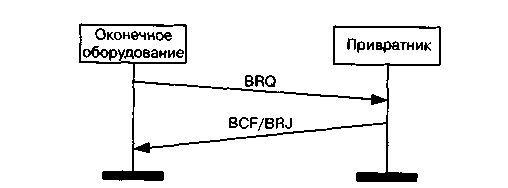 Оконечное
оборудование
Привратник
BRQ
BCF/BRJ